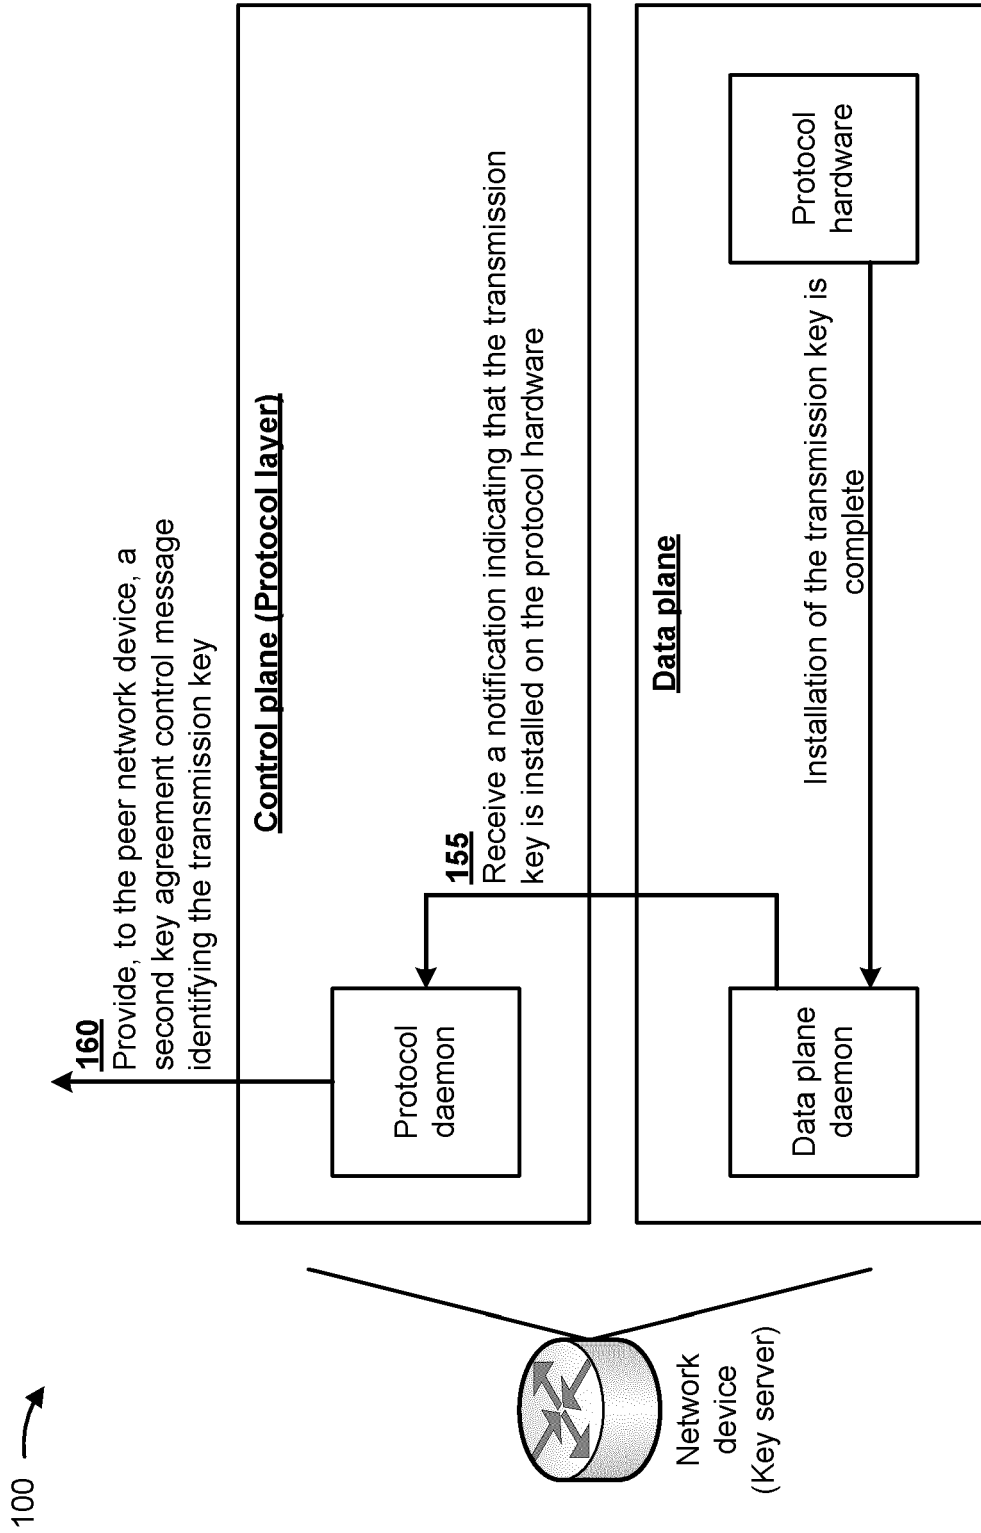 100
160
Provide, to the peer network device, a
second key agreement control message
identifying the transmission key
Control plane (Protocol layer)
155
Receive a notification indicating that the transmission
key is installed on the protocol hardware
Protocol
daemon
Data plane
Installation of the transmission key is
complete
Data plane
daemon
Protocol
hardware
Network
device
(Key server)